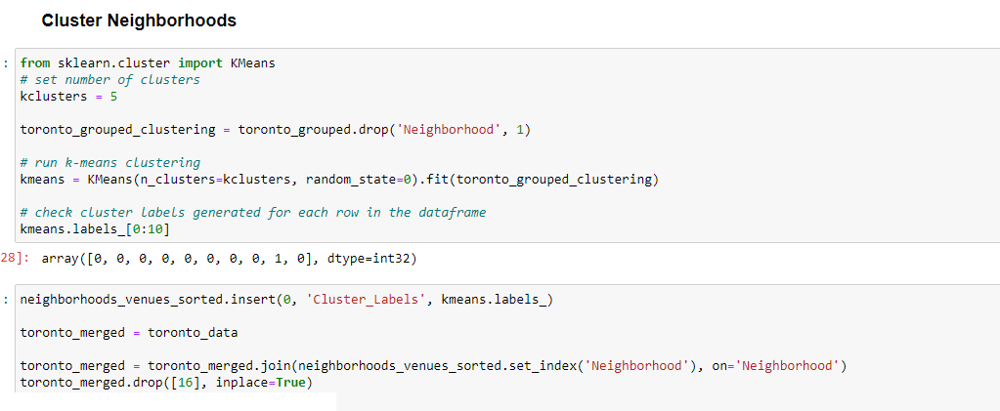 Cluster Neighborhoods
: from sklearn.cluster import KMeans
# set number of clusters
kclusters = 5
toronto_grouped_clustering = toronto_grouped.drop('Neighborhood', 1)
# run k-means clustering
kmeans = KMeans(n_clusters=kclusters, random_state=0).fit(toronto_grouped_clustering)
# check cluster labels generated for each row in the dataframe
kmeans.labels_[0:10]
28]: array([0, 0, 0, 0, 0, 0, 0, 0, 1, 0], dtype=int32)
: neighborhoods_venues_sorted.insert(0, 'Cluster_Labels', kmeans.labels_)
toronto_merged = toronto_data
toronto_merged = toronto_merged.join(neighborhoods_venues_sorted.set_index('Neighborhood'), on='Neighborhood')
toronto_merged.drop([16], inplace=True)